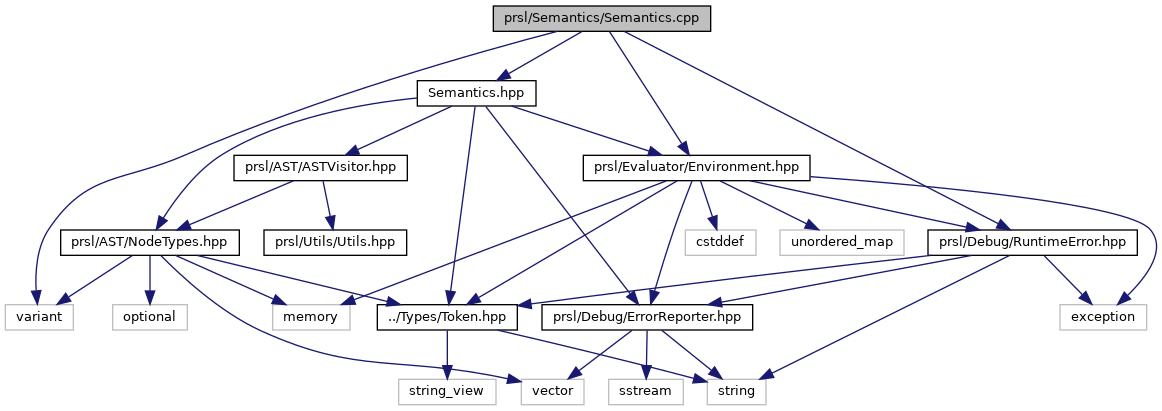 prsl/Semantics/Semantics.cpp
Semantics.hpp
prsl/AST/ASTVisitor.hpp
prsl/Evaluator/Environment.hpp
prsl/AST/NodeTypes.hpp
prsl/Utils/Utils.hpp
cstddef
unordered_map
prsl/Debug/RuntimeError.hpp
variant
optional
memory
../Types/Token.hpp
prsl/Debug/ErrorReporter.hpp
exception
string_view
vector
sstream
string